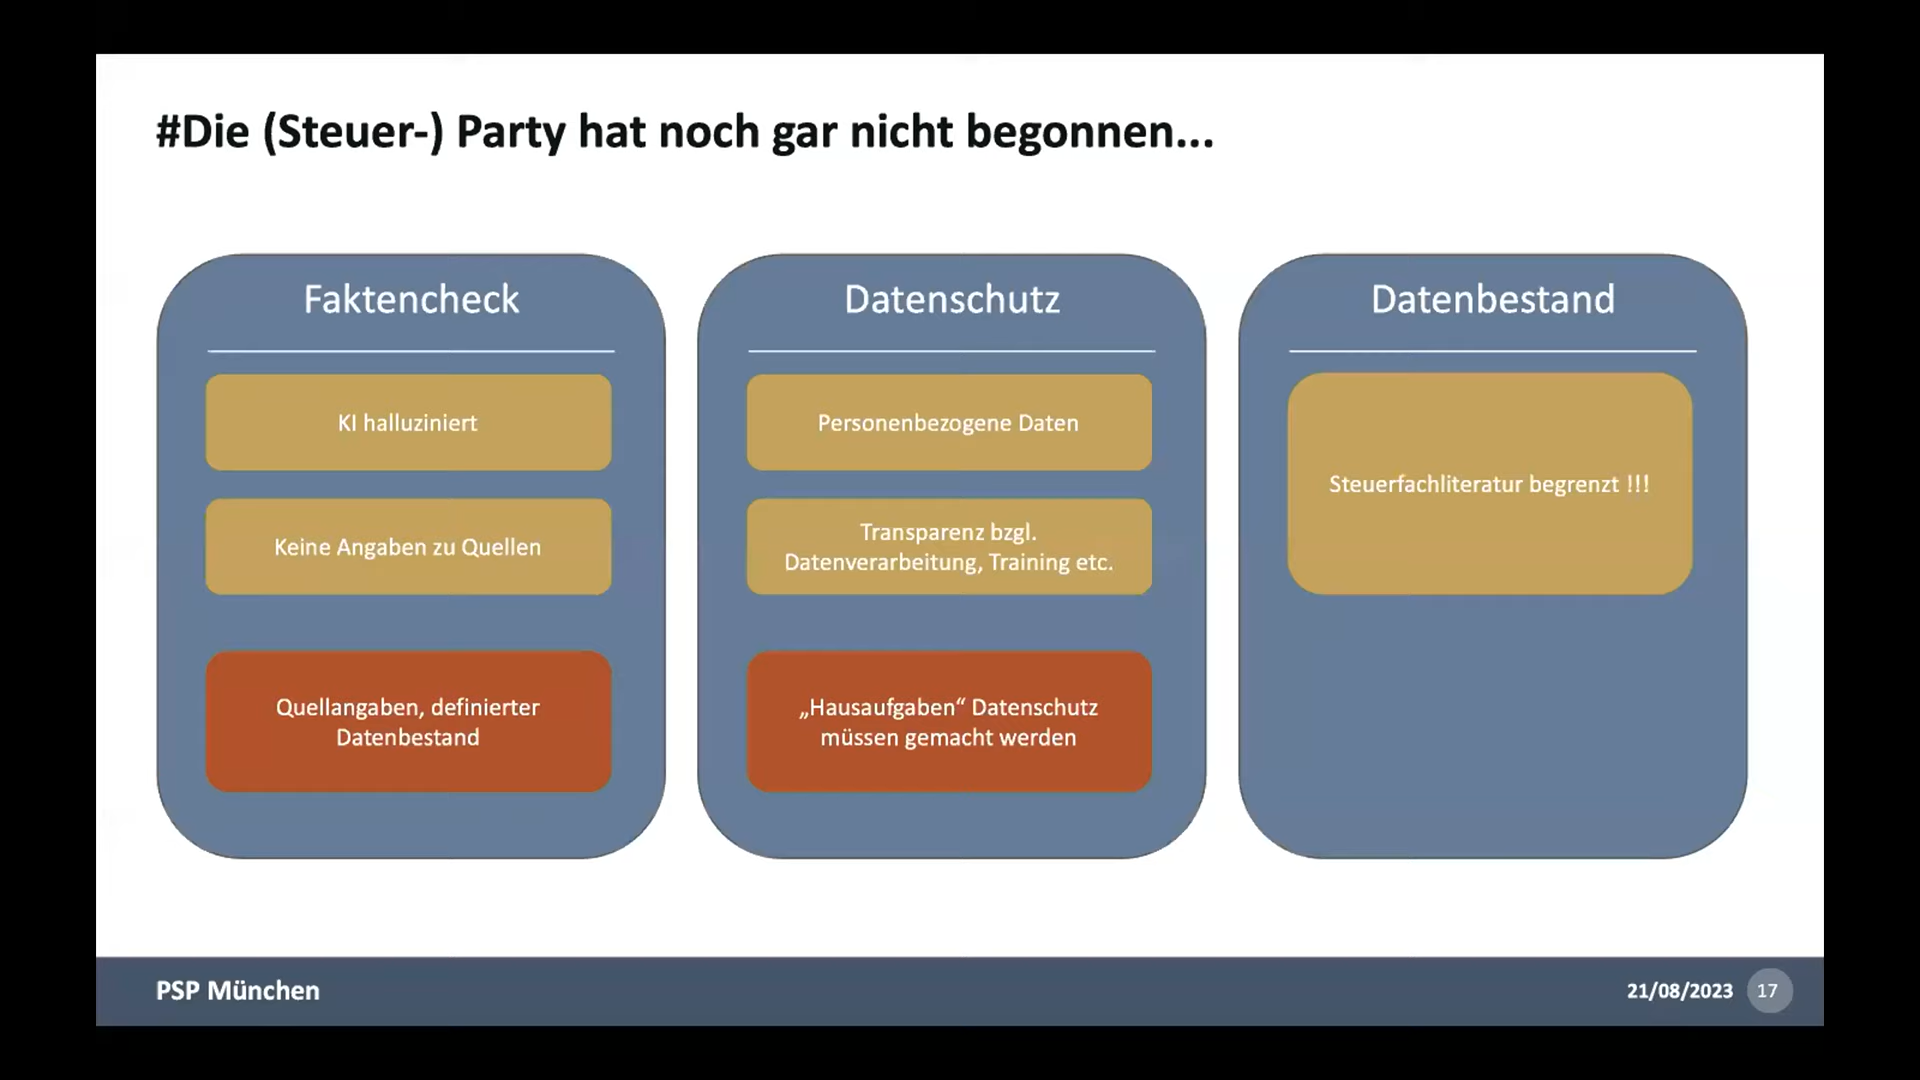 #Die (Steuer-) Party hat noch gar nicht begonnen...
Faktencheck
KI halluziniert
Keine Angaben zu Quellen
Quellangaben, definierter
Datenbestand
Datenschutz
Personenbezogene Daten
Transparenz bzgl.
Datenverarbeitung, Training etc.
„Hausaufgaben“ Datenschutz
müssen gemacht werden
Datenbestand
Steuerfachliteratur begrenzt !!!
PSP München
21/08/2023 17